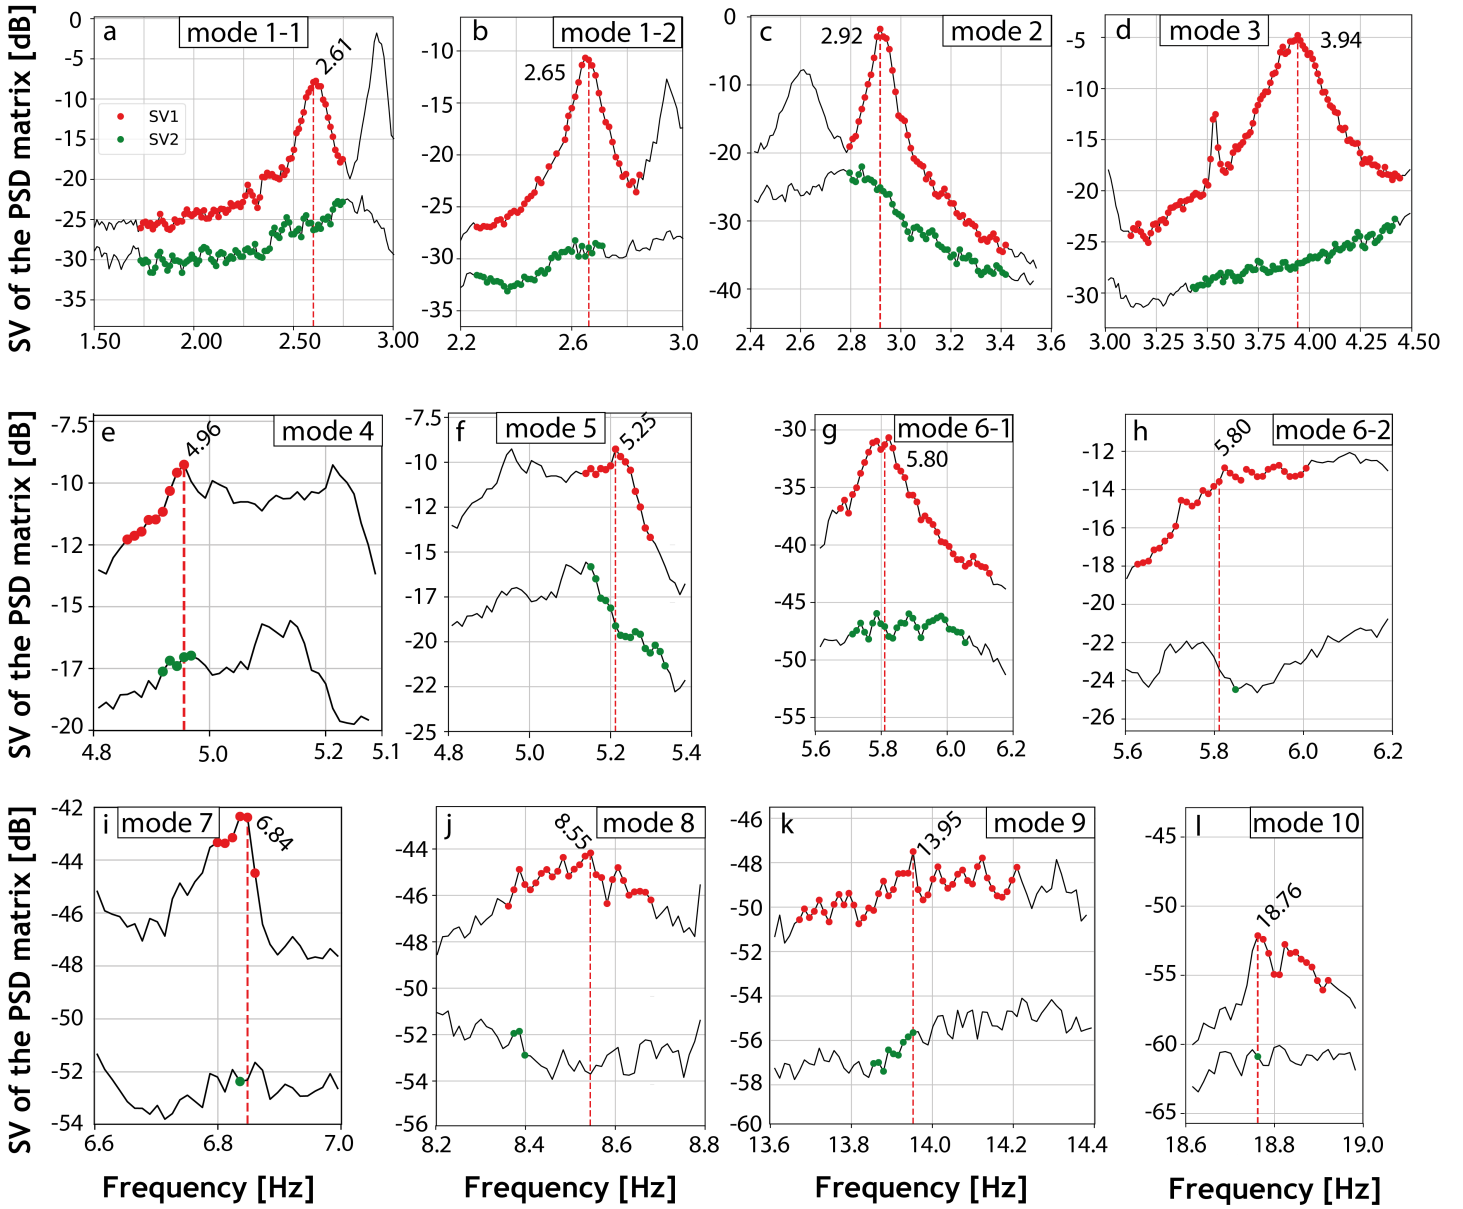 SV of the PSD matrix [dB]
a
mode 1-1
2.61
SV1
SV2
0
-5
-10
-15
-20
-25
-30
-35
1.50 2.00 2.50 3.00
b
mode 1-2
2.65
-10
-15
-20
-25
-30
-35
2.2 2.6 3.0
c
mode 2
2.92
0
-10
-20
-30
-40
2.4 2.6 2.8 3.0 3.2 3.4 3.6
d
mode 3
3.94
-5
-10
-15
-20
-25
-30
3.00 3.25 3.50 3.75 4.00 4.25 4.50
SV of the PSD matrix [dB]
e
mode 4
4.96
-7.5
-10
-12
-15
-17
-20
4.8 5.0 5.2 5.1
f
mode 5
5.25
-7.5
-10
-12
-15
-17
-20
-22
-25
4.8 5.0 5.2 5.4
g
mode 6-1
5.80
-30
-35
-40
-45
-50
-55
5.6 5.8 6.0 6.2
h
mode 6-2
5.80
-12
-14
-16
-18
-20
-22
-24
-26
5.6 5.8 6.0 6.2
SV of the PSD matrix [dB]
i
mode 7
6.84
-42
-44
-46
-48
-50
-52
-54
6.6 6.8 7.0
Frequency [Hz]
j
mode 8
8.55
-44
-46
-48
-50
-52
-54
-56
8.2 8.4 8.6 8.8
Frequency [Hz]
k
mode 9
13.95
-46
-48
-50
-52
-54
-56
-58
-60
13.6 13.8 14.0 14.2 14.4
Frequency [Hz]
l
mode 10
18.76
-45
-50
-55
-60
-65
18.6 18.8 19.0
Frequency [Hz]